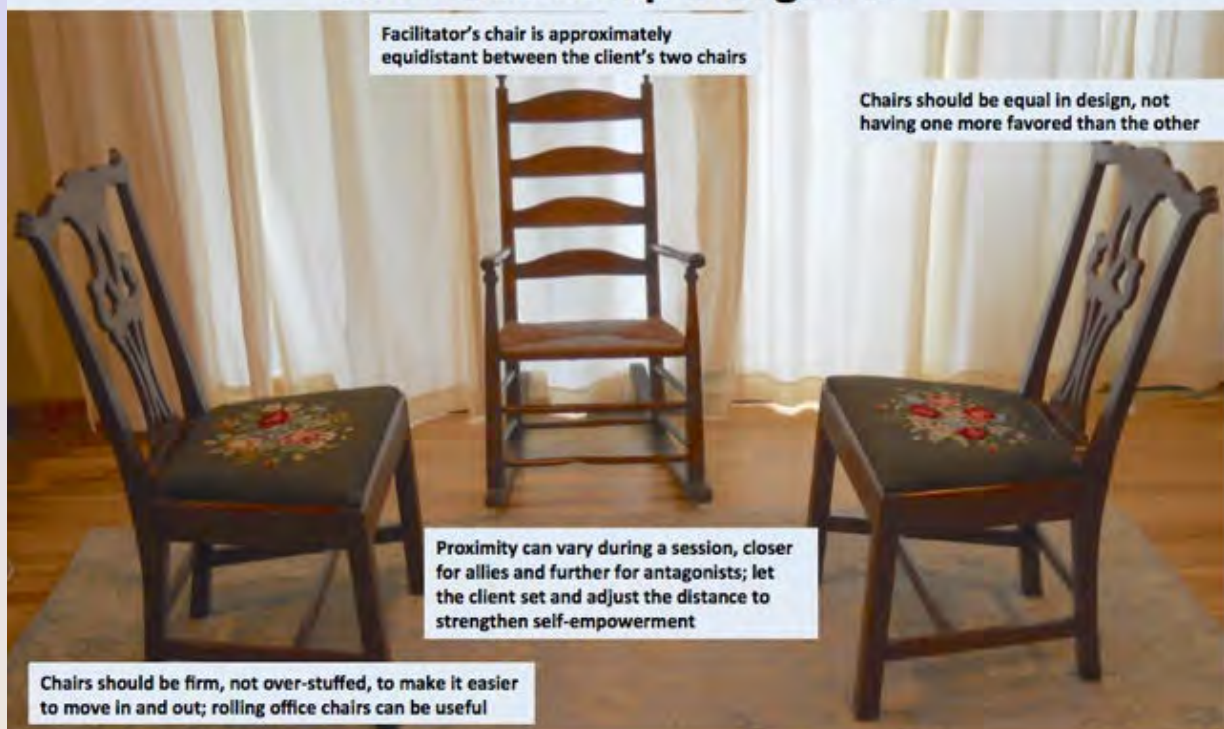 Facilitator's chair is approximately
equidistant between the client's two chairs
Chairs should be equal in design, not
having one more favored than the other
Proximity can vary during a session, closer
for allies and further for antagonists; let
the client set and adjust the distance to
strengthen self-empowerment
Chairs should be firm, not over-stuffed, to make it easier
to move in and out; rolling office chairs can be useful